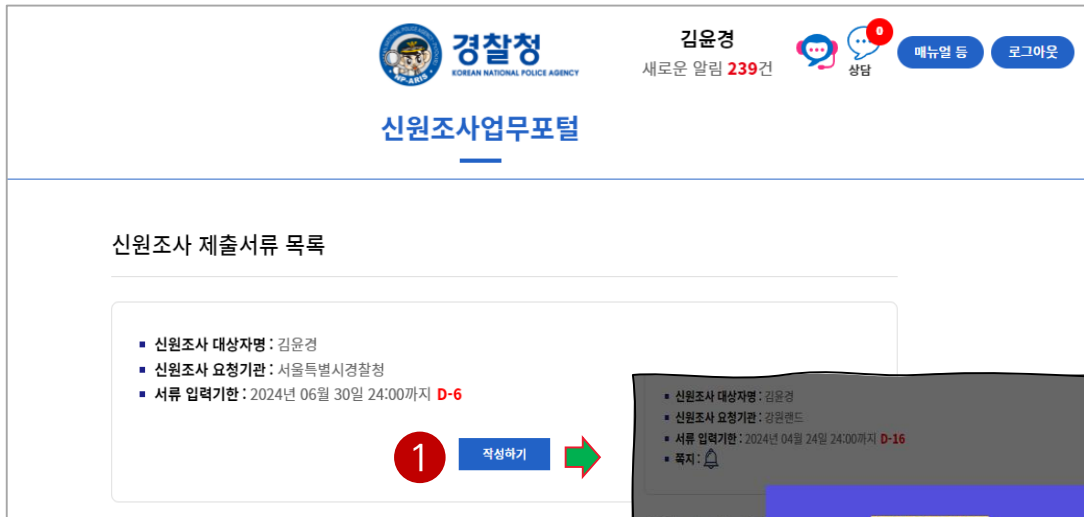 경찰청
KOREAN NATIONAL POLICE AGENCY
NP-ARIS
김윤경
새로운 알림 239건
0
상담
매뉴얼 등
로그아웃
신원조사업무포털
신원조사 제출서류 목록
신원조사 대상자명 : 김윤경
신원조사 요청기관 : 서울특별시경찰청
서류 입력기한 : 2024년 06월 30일 24:00까지 D-6
1
작성하기
신원조사 대상자명 : 김윤경
신원조사 요청기관 : 강원랜드
서류 입력기한 : 2024년 04월 24일 24:00까지 D-16
쪽지 :